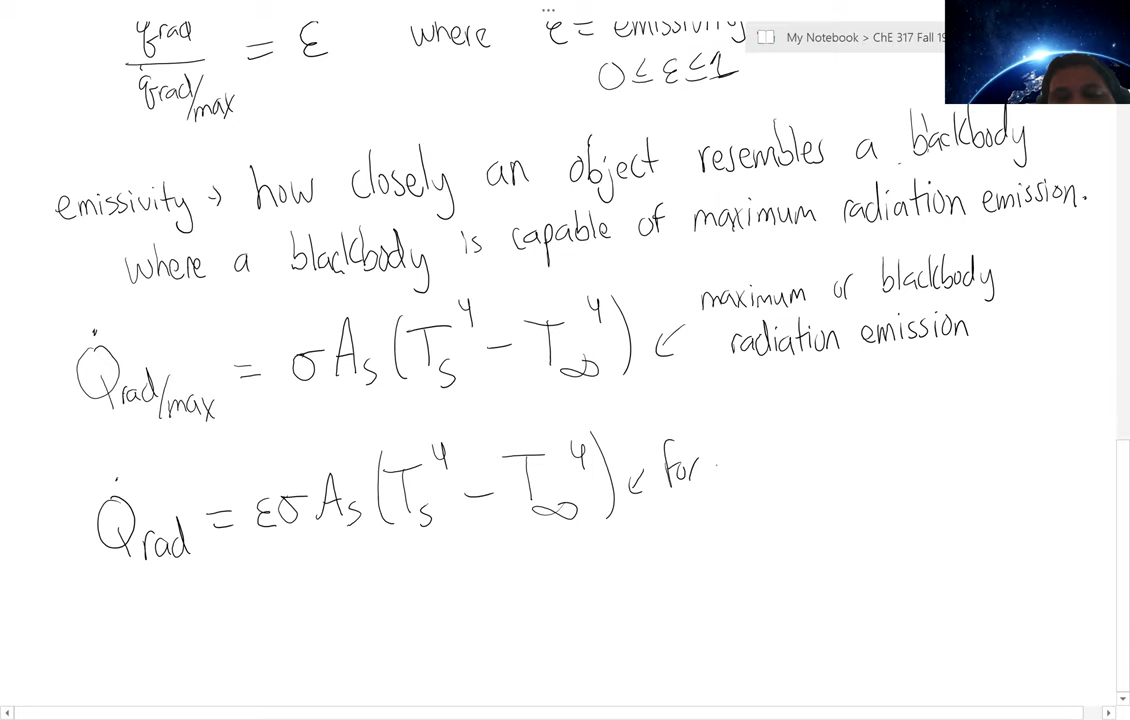 q̇rad / q̇rad/max = ε where ε = emissivity
My Notebook > ChE 317 Fall 19
0 ≤ ε ≤ 1
emissivity → how closely an object resembles a blackbody
where a blackbody is capable of maximum radiation emission.
Q̇rad/max = σAs(Ts⁴ − T∞⁴) ← maximum or blackbody
radiation emission
Q̇rad = εσAs(Ts⁴ − T∞⁴) ← for